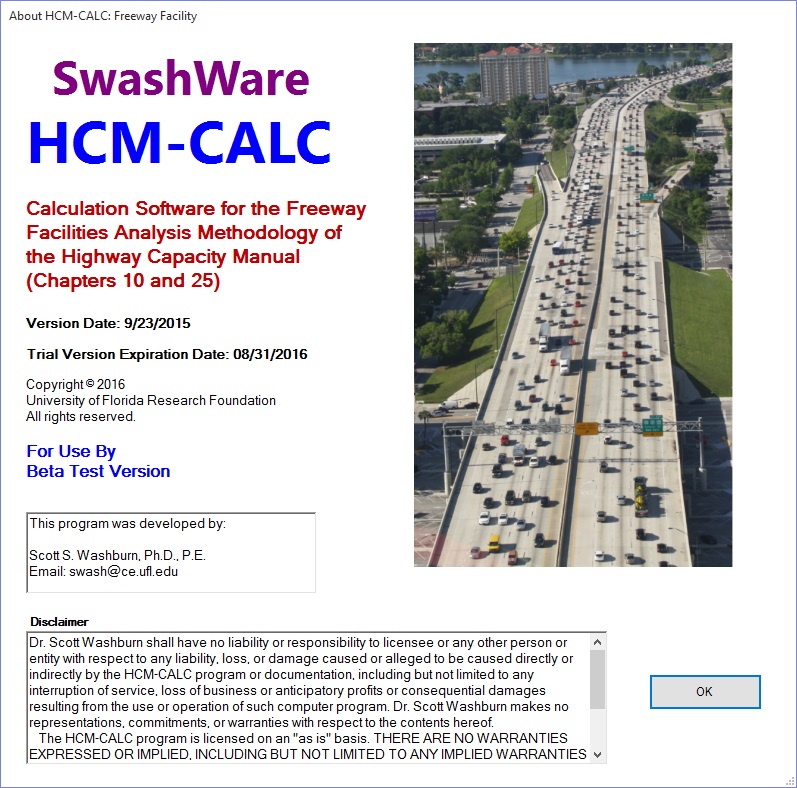 About HCM-CALC: Freeway Facility
SwashWare
HCM-CALC
Calculation Software for the Freeway
Facilities Analysis Methodology of
the Highway Capacity Manual
(Chapters 10 and 25)
Version Date: 9/23/2015
Trial Version Expiration Date: 08/31/2016
Copyright © 2016
University of Florida Research Foundation
All rights reserved.
For Use By
Beta Test Version
This program was developed by:
Scott S. Washburn, Ph.D., P.E.
Email: swash@ce.ufl.edu
Disclaimer
Dr. Scott Washburn shall have no liability or responsibility to licensee or any other person or
entity with respect to any liability, loss, or damage caused or alleged to be caused directly or
indirectly by the HCM-CALC program or documentation, including but not limited to any
interruption of service, loss of business or anticipatory profits or consequential damages
resulting from the use or operation of such computer program. Dr. Scott Washburn makes no
representations, commitments, or warranties with respect to the contents hereof.
The HCM-CALC program is licensed on an "as is" basis. THERE ARE NO WARRANTIES
EXPRESSED OR IMPLIED, INCLUDING BUT NOT LIMITED TO ANY IMPLIED WARRANTIES
OK